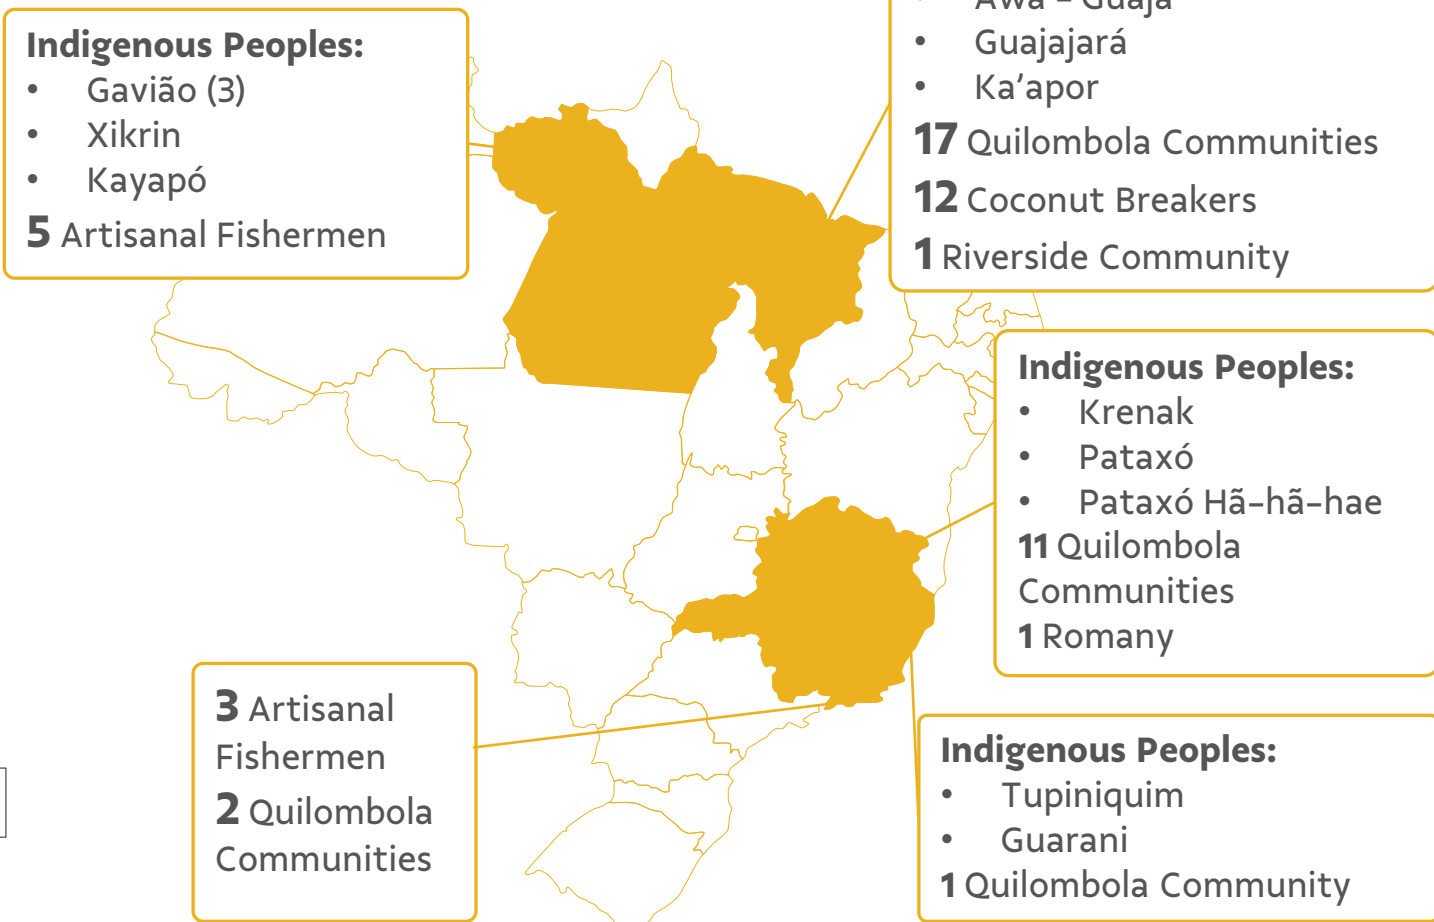 Indigenous Peoples:
• Gavião (3)
• Xikrin
• Kayapó
5 Artisanal Fishermen
• Awa - Guajá
• Guajajará
• Ka’apor
17 Quilombola Communities
12 Coconut Breakers
1 Riverside Community
Indigenous Peoples:
• Krenak
• Pataxó
• Pataxó Hã-hã-hae
11 Quilombola
Communities
1 Romany
3 Artisanal
Fishermen
2 Quilombola
Communities
Indigenous Peoples:
• Tupiniquim
• Guarani
1 Quilombola Community